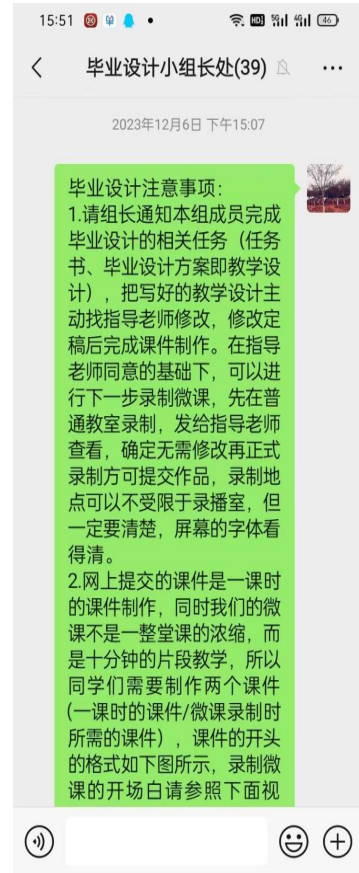 15:51
HD 5G 4G 46
毕业设计小组长处(39)
2023年12月6日 下午15:07
毕业设计注意事项：
1.请组长通知本组成员完成
毕业设计的相关任务（任务
书、毕业设计方案即教学设
计），把写好的教学设计主
动找指导老师修改，修改定
稿后完成课件制作。在指导
老师同意的基础下，可以进
行下一步录制微课，先在普
通教室录制，发给指导老师
查看，确定无需修改再正式
录制方可提交作品，录制地
点可以不受限于录播室，但
一定要清楚，屏幕的字体看
得清。
2.网上提交的课件是一课时
的课件制作，同时我们的微
课不是一整堂课的浓缩，而
是十分钟的片段教学，所以
同学们需要制作两个课件
(一课时的课件/微课录制时
所需的课件），课件的开头
的格式如下图所示，录制微
课的开场白请参照下面视